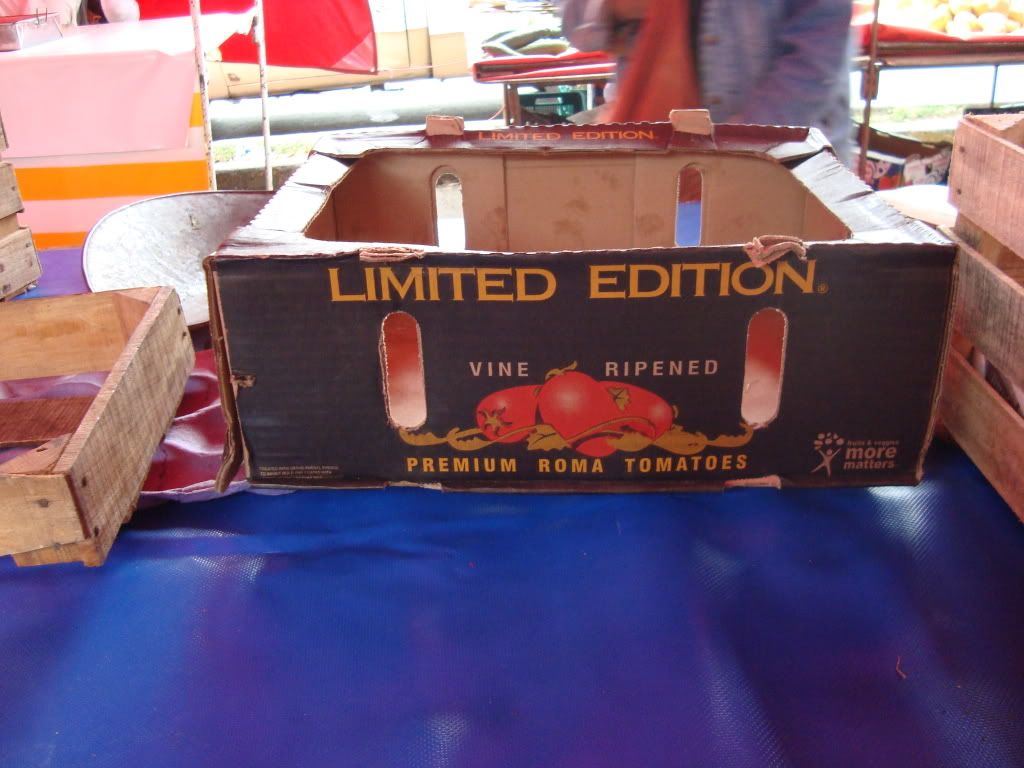 LIMITED EDITION
LIMITED EDITION®
VINE RIPENED
PREMIUM ROMA TOMATOES
fruits & veggies
more
matters